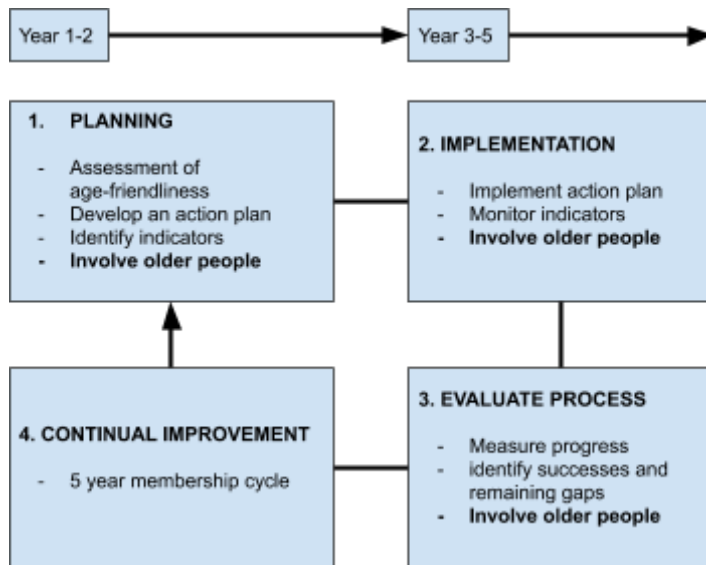 Year 1-2
Year 3-5
1. PLANNING
- Assessment of
age-friendliness
- Develop an action plan
- Identify indicators
- Involve older people
2. IMPLEMENTATION
- Implement action plan
- Monitor indicators
- Involve older people
3. EVALUATE PROCESS
- Measure progress
- identify successes and
remaining gaps
- Involve older people
4. CONTINUAL IMPROVEMENT
- 5 year membership cycle